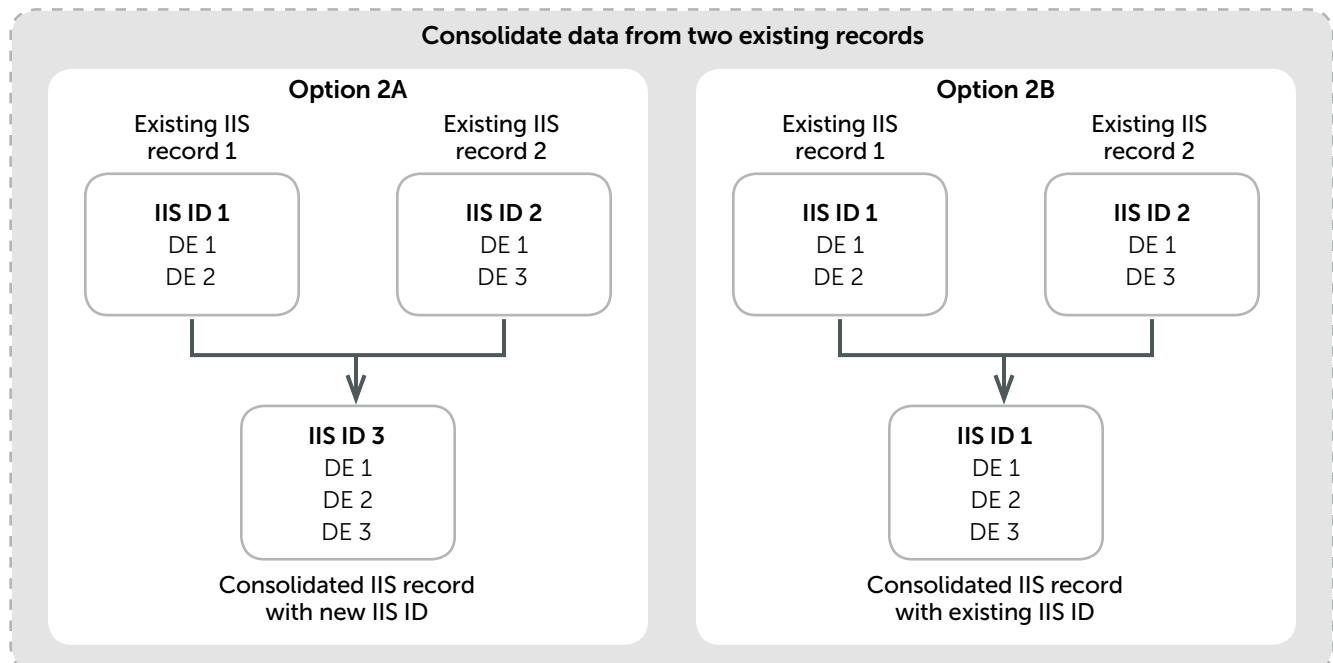 Consolidate data from two existing records
Option 2A
Existing IIS
record 1
Existing IIS
record 2
IIS ID 1
DE 1
DE 2
IIS ID 2
DE 1
DE 3
IIS ID 3
DE 1
DE 2
DE 3
Consolidated IIS record
with new IIS ID
Option 2B
Existing IIS
record 1
Existing IIS
record 2
IIS ID 1
DE 1
DE 2
IIS ID 2
DE 1
DE 3
IIS ID 1
DE 1
DE 2
DE 3
Consolidated IIS record
with existing IIS ID